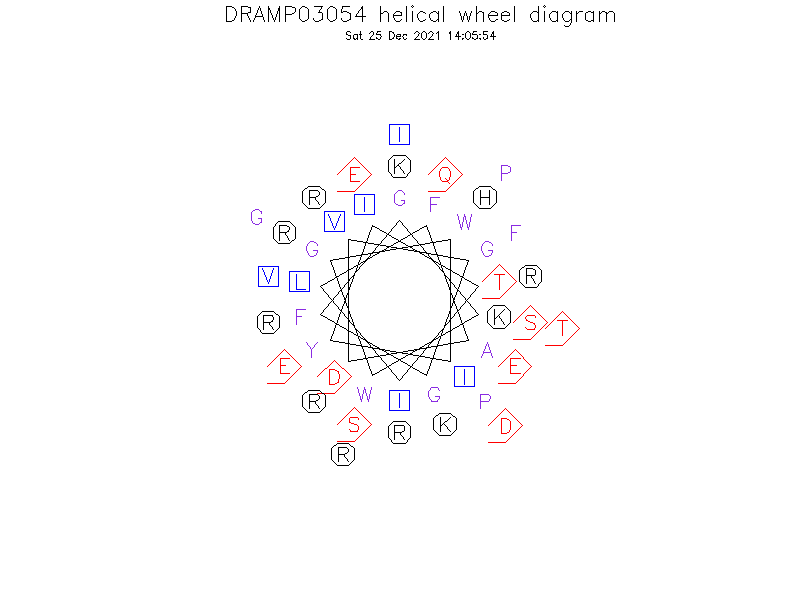 DRAMP03054 helical wheel diagram
Sat 25 Dec 2021 14:05:54
I
E K Q P
R I G F H
G V W
R G G F
V L T R
R F K S T
Y A
E D I E
R W I G P
S R K D
R